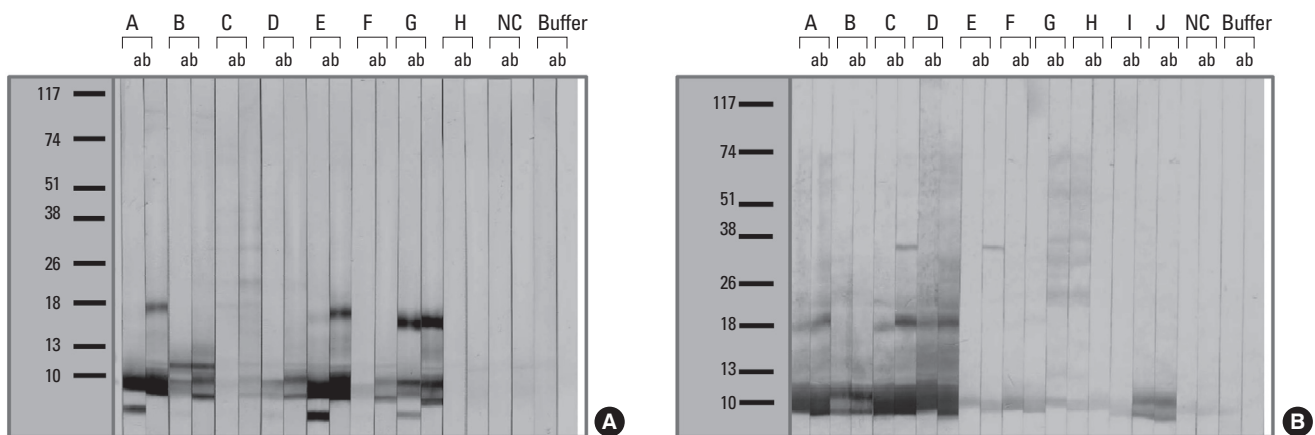 A B C D E F G H NC Buffer
ab ab ab ab ab ab ab ab ab ab
117
74
51
38
26
18
13
10
A
A B C D E F G H I J NC Buffer
ab ab ab ab ab ab ab ab ab ab ab ab
117
74
51
38
26
18
13
10
B